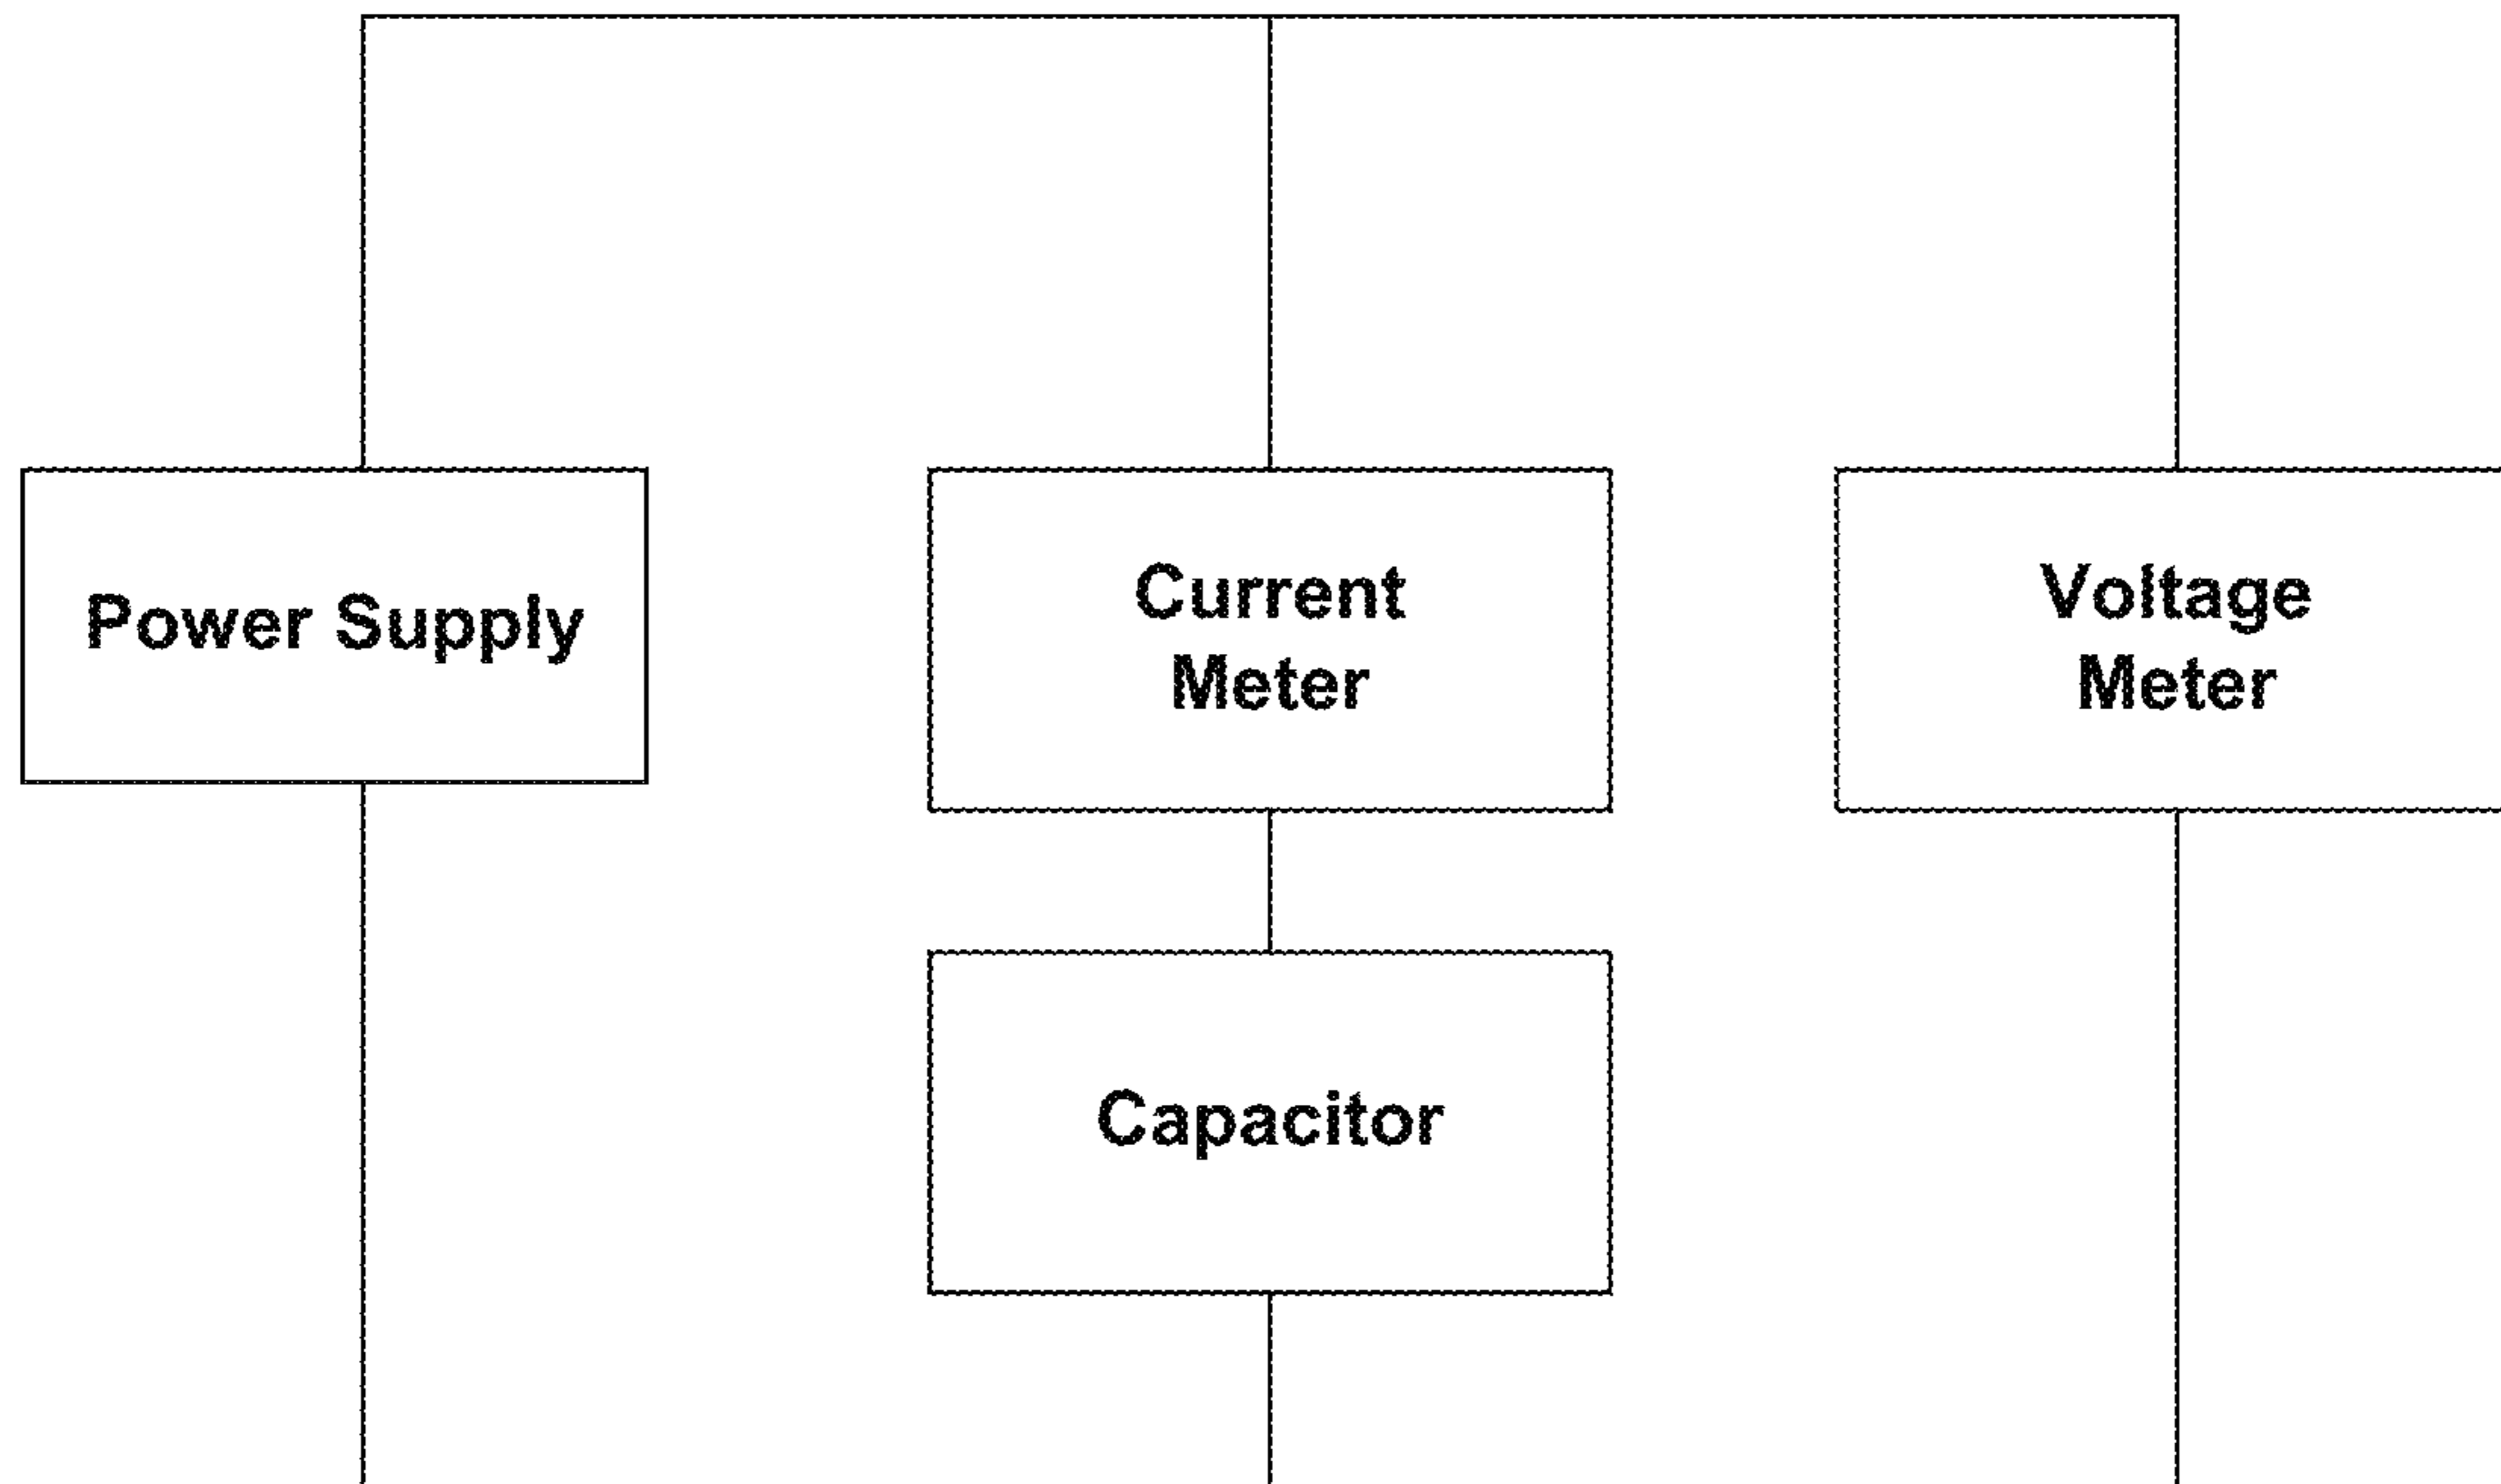 Power Supply
Current
Meter
Voltage
Meter
Capacitor